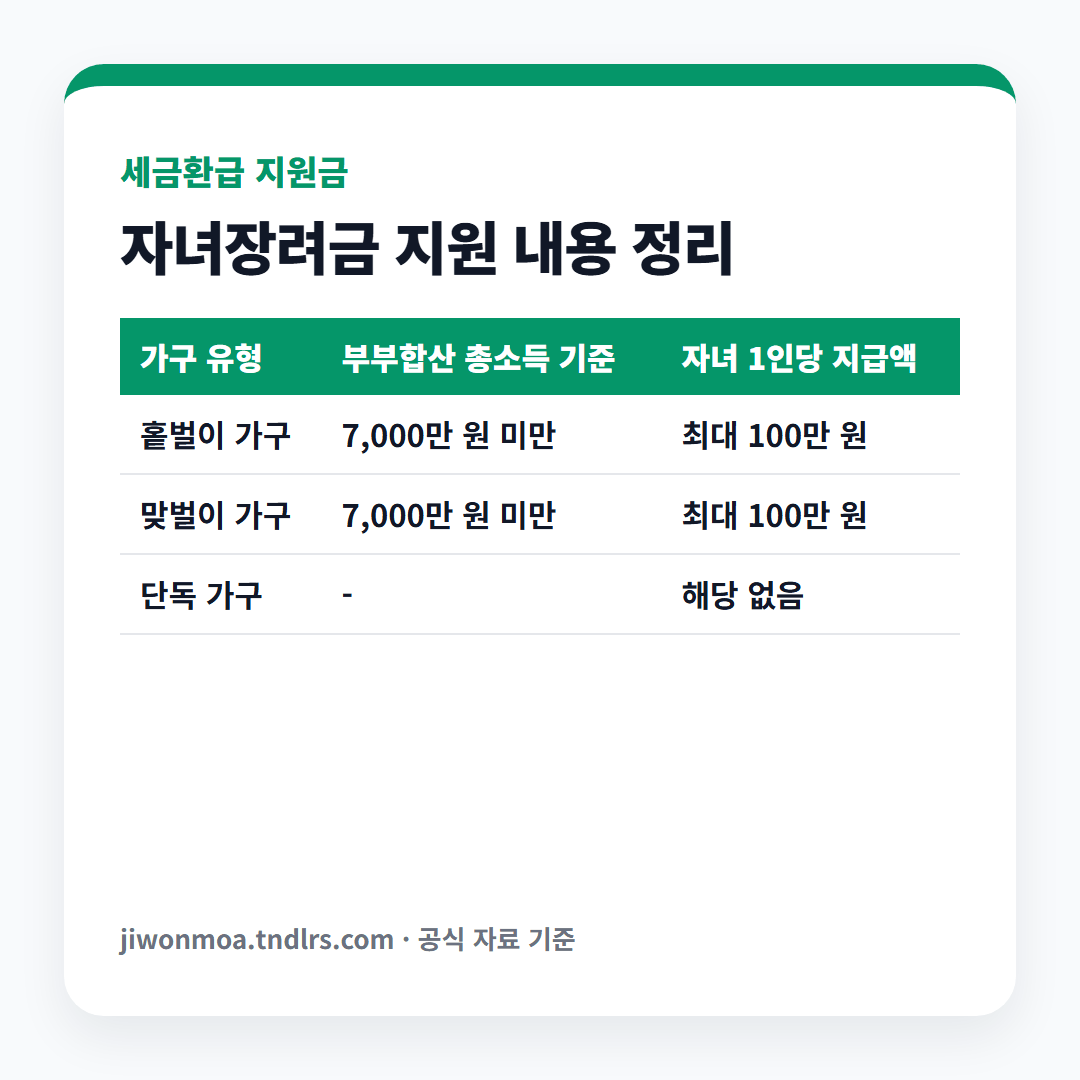 세금환급 지원금
자녀장려금 지원 내용 정리
가구 유형 부부합산 총소득 기준 자녀 1인당 지급액
홑벌이 가구 7,000만 원 미만 최대 100만 원
맞벌이 가구 7,000만 원 미만 최대 100만 원
단독 가구 - 해당 없음
jiwonmoa.tndlrs.com · 공식 자료 기준